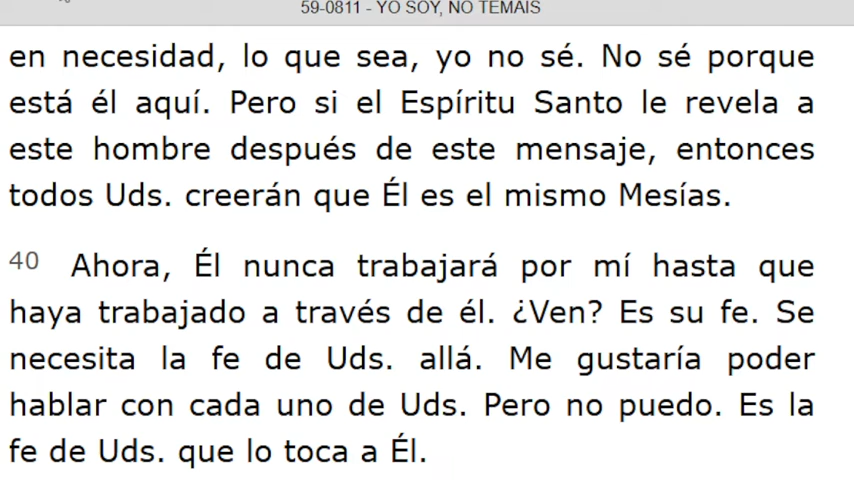 59-0811 - YO SOY, NO TEMAIS
en necesidad, lo que sea, yo no sé. No sé porque
está él aquí. Pero si el Espíritu Santo le revela a
este hombre después de este mensaje, entonces
todos Uds. creerán que Él es el mismo Mesías.
40 Ahora, Él nunca trabajará por mí hasta que
haya trabajado a través de él. ¿Ven? Es su fe. Se
necesita la fe de Uds. allá. Me gustaría poder
hablar con cada uno de Uds. Pero no puedo. Es la
fe de Uds. que lo toca a Él.